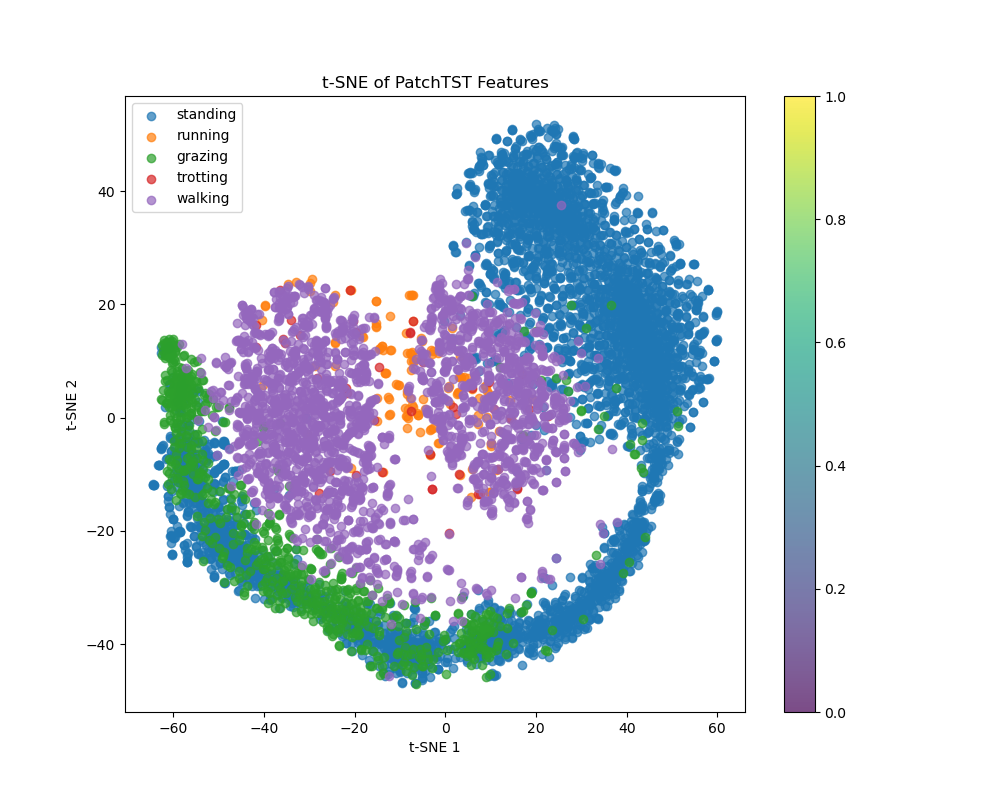 t-SNE of PatchTST Features
standing
running
grazing
trotting
walking
40
20
0
−20
−40
t-SNE 2
−60
−40
−20
0
20
40
60
t-SNE 1
1.0
0.8
0.6
0.4
0.2
0.0